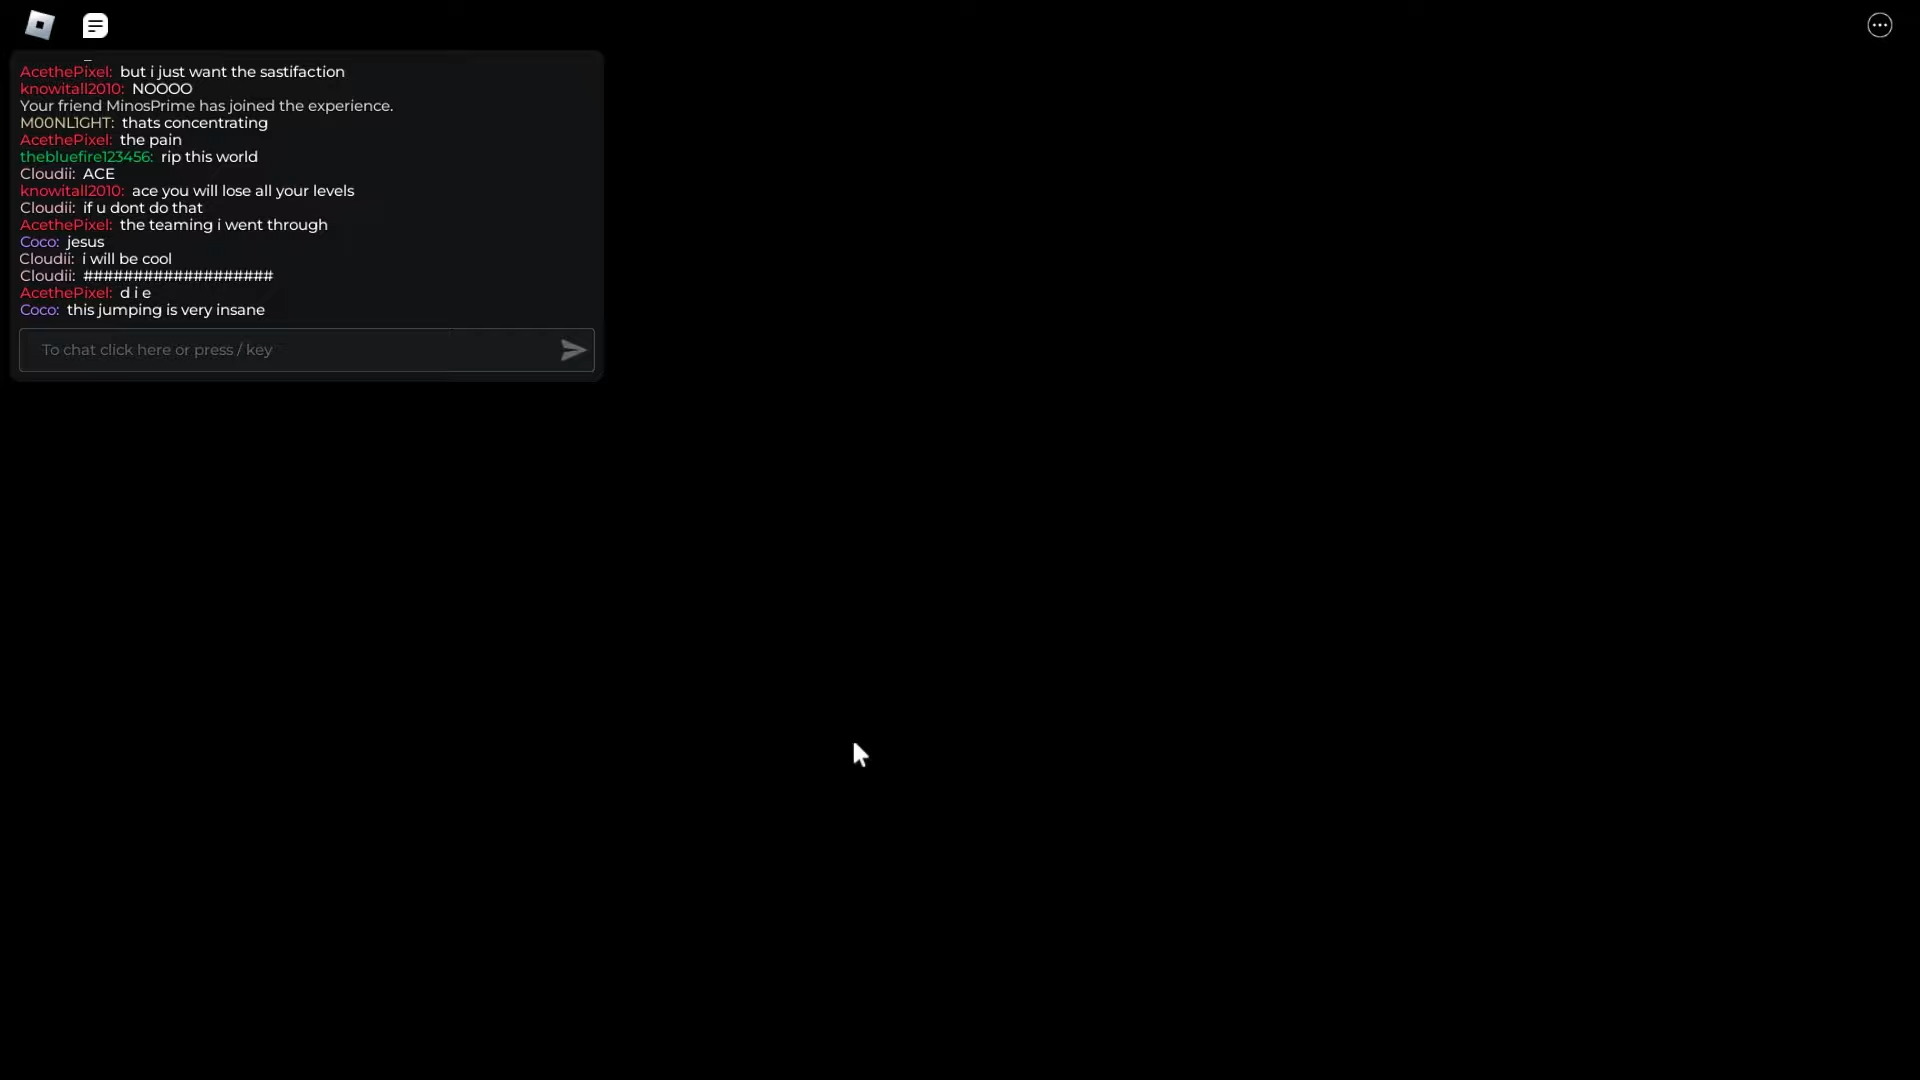 AcethePixel: but i just want the sastifaction
knowitall2010: NOOOO
Your friend MinosPrime has joined the experience.
M00NL1GHT: thats concentrating
AcethePixel: the pain
thebluefire123456: rip this world
Cloudii: ACE
knowitall2010: ace you will lose all your levels
Cloudii: if u dont do that
AcethePixel: the teaming i went through
Coco: jesus
Cloudii: i will be cool
Cloudii: ###################
AcethePixel: d i e
Coco: this jumping is very insane
To chat click here or press / key